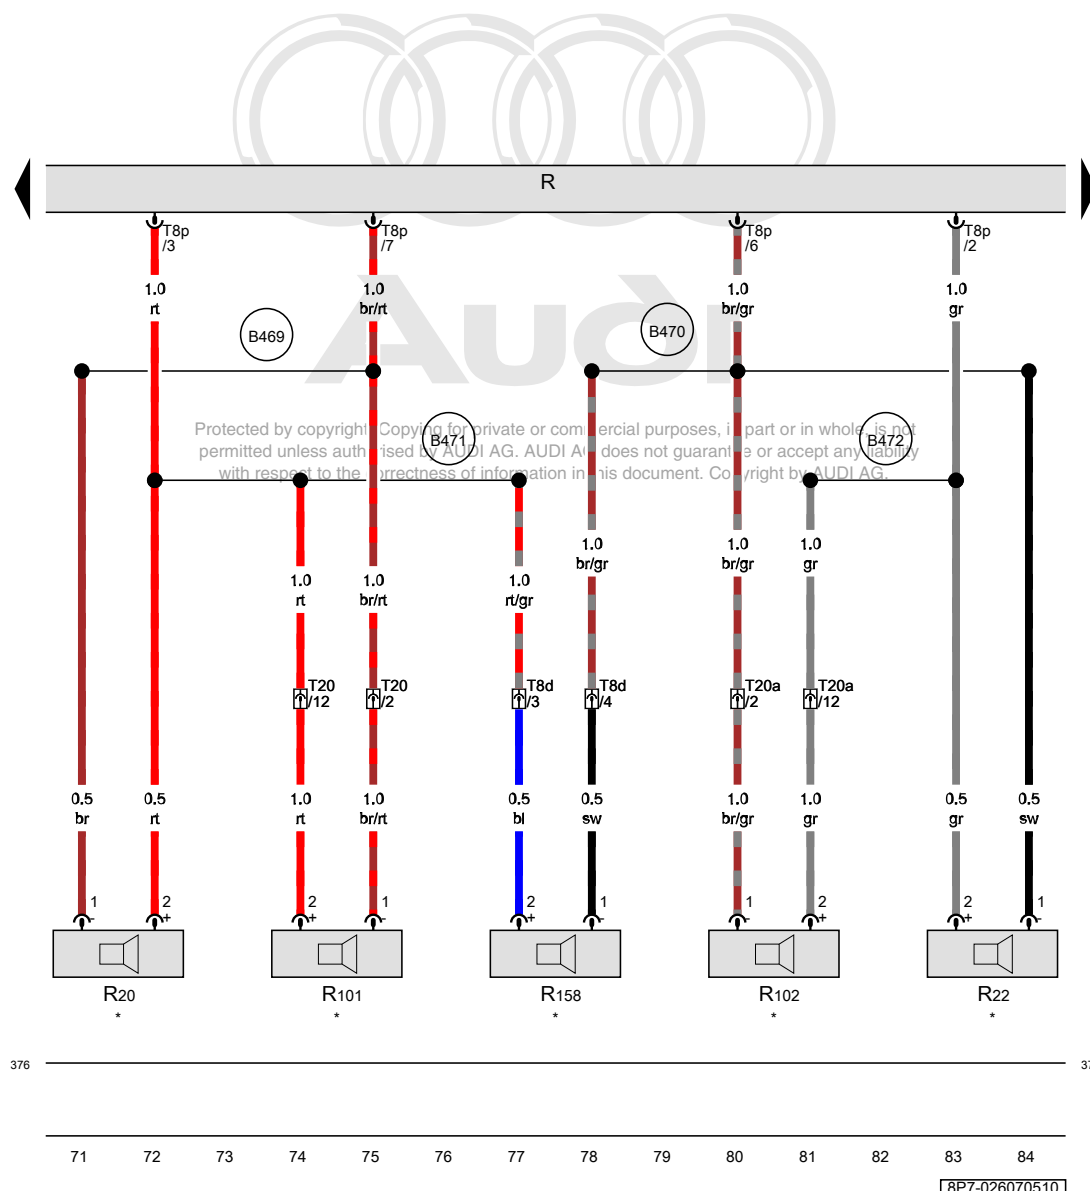 R
T8p
/3
T8p
/7
T8p
/6
T8p
/2
1.0
rt
1.0
br/rt
1.0
br/gr
1.0
gr
B469
B470
Audi
Protected by copyright. Copying for private or commercial purposes, in part or in whole, is not
permitted unless authorised by AUDI AG. AUDI AG does not guarantee or accept any liability
with respect to the correctness of information in this document. Copyright by AUDI AG.
B471
B472
1.0
br/gr
1.0
br/gr
1.0
gr
1.0
rt
1.0
br/rt
1.0
rt/gr
T20
/12
T20
/2
T8d
/3
T8d
/4
T20a
/2
T20a
/12
0.5
br
0.5
rt
1.0
rt
1.0
br/rt
0.5
bl
0.5
sw
1.0
br/gr
1.0
gr
0.5
gr
0.5
sw
1
-
2
+
2
+
1
-
2
+
1
-
1
-
2
+
2
+
1
-
R20
*
R101
*
R158
*
R102
*
R22
*
376
71 72 73 74 75 76 77 78 79 80 81 82 83 84
8P7-026070510